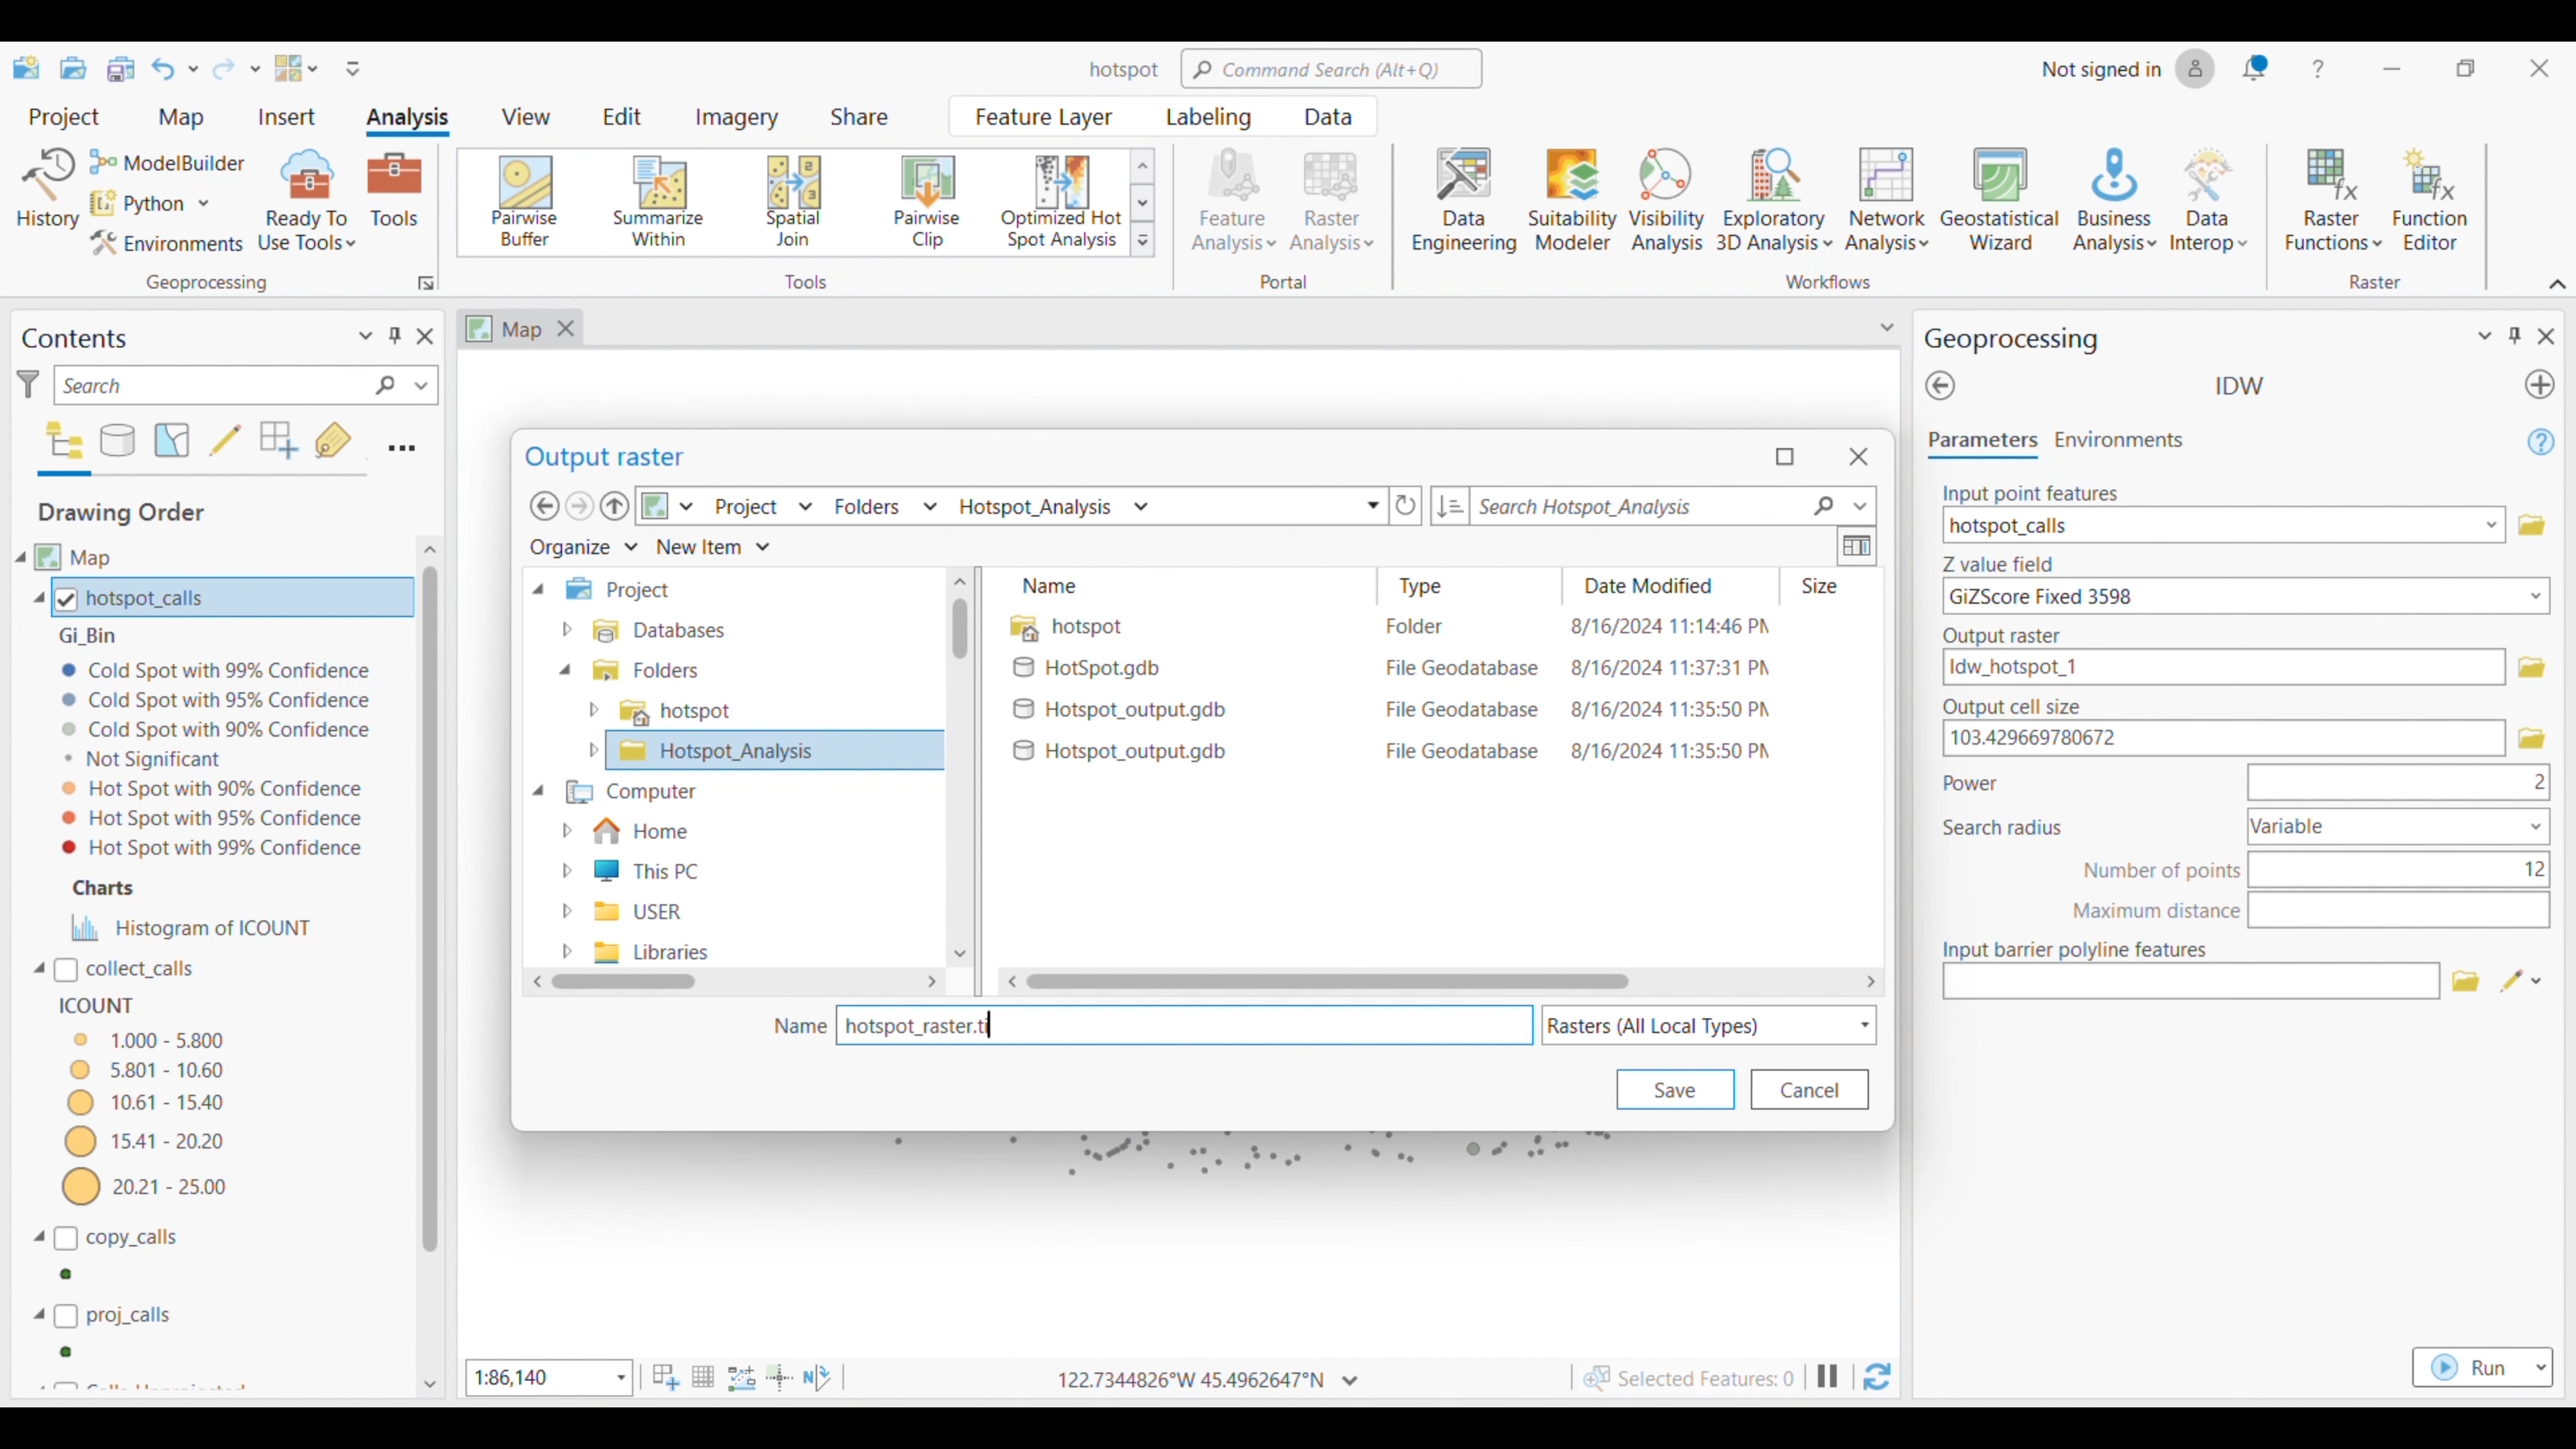 hotspot
Command Search (Alt+Q)
Not signed in
Project Map Insert Analysis View Edit Imagery Share Feature Layer Labeling Data
History
ModelBuilder
Python
Environments
Ready To
Use Tools
Tools
Geoprocessing
Pairwise
Buffer
Summarize
Within
Spatial
Join
Pairwise
Clip
Optimized Hot
Spot Analysis
Tools
Feature
Analysis
Raster
Analysis
Portal
Data
Engineering
Suitability
Modeler
Visibility
Analysis
Exploratory
3D Analysis
Network
Analysis
Geostatistical
Wizard
Business
Analysis
Data
Interop
Workflows
Raster
Functions
Function
Editor
Raster
Contents
Search
Drawing Order
Map
hotspot_calls
Gi_Bin
Cold Spot with 99% Confidence
Cold Spot with 95% Confidence
Cold Spot with 90% Confidence
Not Significant
Hot Spot with 90% Confidence
Hot Spot with 95% Confidence
Hot Spot with 99% Confidence
Charts
Histogram of ICOUNT
collect_calls
ICOUNT
1.000 - 5.800
5.801 - 10.60
10.61 - 15.40
15.41 - 20.20
20.21 - 25.00
copy_calls
proj_calls
Map
Output raster
Project Folders Hotspot_Analysis
Search Hotspot_Analysis
Organize New Item
Project
Databases
Folders
hotspot
Hotspot_Analysis
Computer
Home
This PC
USER
Libraries
Name Type Date Modified Size
hotspot Folder 8/16/2024 11:14:46 PM
HotSpot.gdb File Geodatabase 8/16/2024 11:37:31 PM
Hotspot_output.gdb File Geodatabase 8/16/2024 11:35:50 PM
Hotspot_output.gdb File Geodatabase 8/16/2024 11:35:50 PM
Name hotspot_raster.ti Rasters (All Local Types)
Save Cancel
1:86,140
122.7344826°W 45.4962647°N
Selected Features: 0
Geoprocessing
IDW
Parameters Environments
Input point features
hotspot_calls
Z value field
GiZScore Fixed 3598
Output raster
Idw_hotspot_1
Output cell size
103.429669780672
Power 2
Search radius Variable
Number of points 12
Maximum distance
Input barrier polyline features
Run